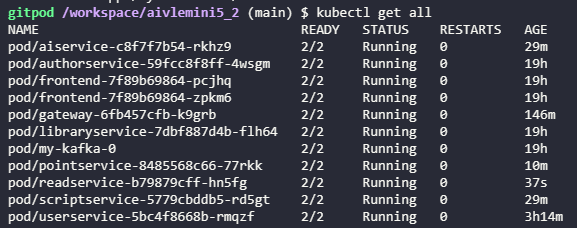 gitpod /workspace/aivlemini5_2 (main) $ kubectl get all
NAME READY STATUS RESTARTS AGE
pod/aiservice-c8f7f7b54-rkhz9 2/2 Running 0 29m
pod/authorservice-59fcc8f8ff-4wsgm 2/2 Running 0 19h
pod/frontend-7f89b69864-pcjhq 2/2 Running 0 19h
pod/frontend-7f89b69864-zpkm6 2/2 Running 0 19h
pod/gateway-6fb457cfb-k9grb 2/2 Running 0 146m
pod/libraryservice-7dbf887d4b-flh64 2/2 Running 0 19h
pod/my-kafka-0 2/2 Running 0 19h
pod/pointservice-8485568c66-77rkk 2/2 Running 0 10m
pod/readservice-b79879cff-hn5fg 2/2 Running 0 37s
pod/scriptservice-5779cbddb5-rd5gt 2/2 Running 0 29m
pod/userservice-5bc4f8668b-rmqzf 2/2 Running 0 3h14m